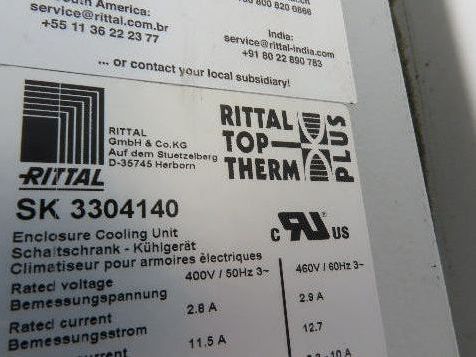 South America:
service@rittal.com
+55 11 36 22 23 77
India:
service@rittal-india.com
+91 80 22 890 783
... or contact your local subsidiary!
RITTAL
RITTAL
GmbH & Co.KG
Auf dem Stuetzelberg
D-35745 Herborn
RITTAL
TOP
THERM
PLUS
SK 3304140
Enclosure Cooling Unit
Schaltschrank - Kühlgerät
Climatiseur pour armoires électriques
c RU US
Rated voltage
Bemessungsspannung
400V / 50Hz 3~
460V / 60Hz 3~
Rated current
Bemessungsstrom
2.8 A
2.9 A
11.5 A
12.7